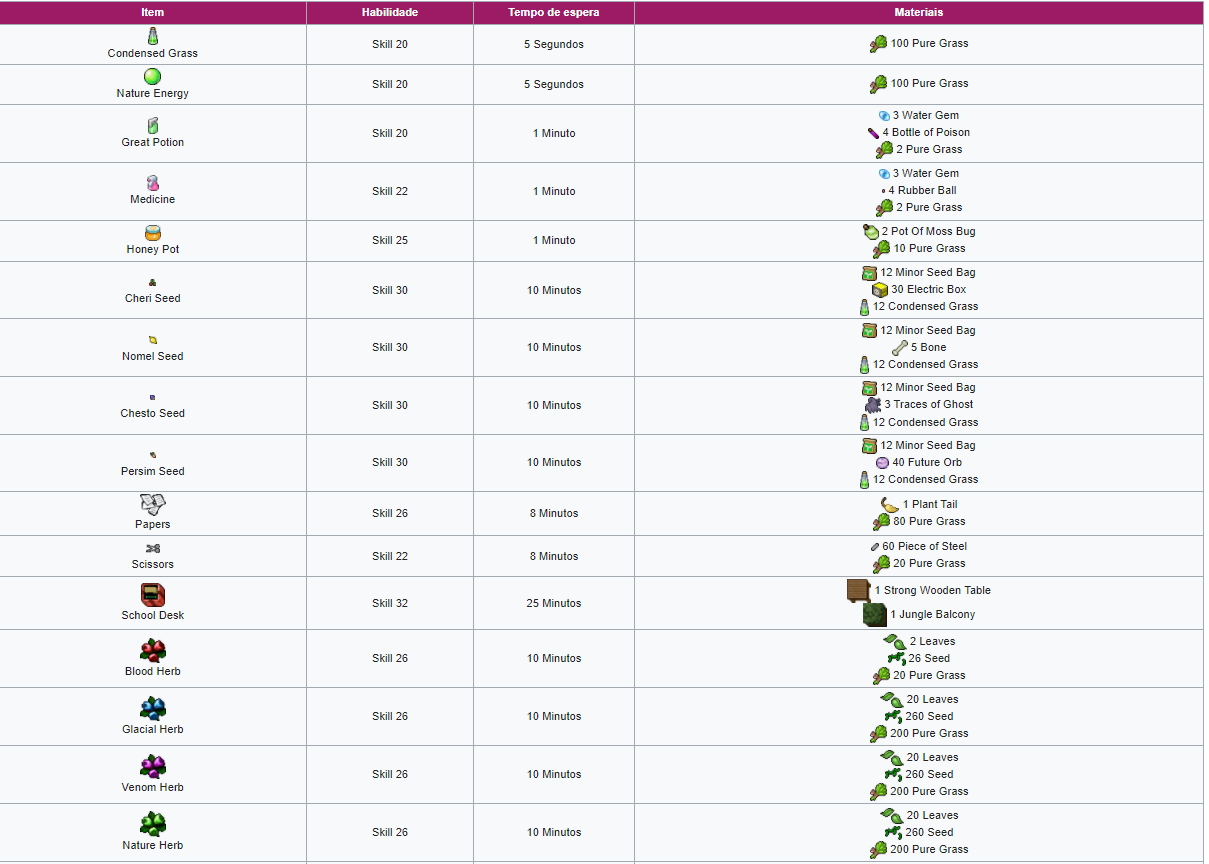 Item Habilidade Tempo de espera Materiais
Condensed Grass Skill 20 5 Segundos 100 Pure Grass
Nature Energy Skill 20 5 Segundos 100 Pure Grass
Great Potion Skill 20 1 Minuto 3 Water Gem
4 Bottle of Poison
2 Pure Grass
Medicine Skill 22 1 Minuto 3 Water Gem
4 Rubber Ball
2 Pure Grass
Honey Pot Skill 25 1 Minuto 2 Pot Of Moss Bug
10 Pure Grass
Cheri Seed Skill 30 10 Minutos 12 Minor Seed Bag
30 Electric Box
12 Condensed Grass
Nomel Seed Skill 30 10 Minutos 12 Minor Seed Bag
5 Bone
12 Condensed Grass
Chesto Seed Skill 30 10 Minutos 12 Minor Seed Bag
3 Traces of Ghost
12 Condensed Grass
Persim Seed Skill 30 10 Minutos 12 Minor Seed Bag
40 Future Orb
12 Condensed Grass
Papers Skill 26 8 Minutos 1 Plant Tail
80 Pure Grass
Scissors Skill 22 8 Minutos 60 Piece of Steel
20 Pure Grass
School Desk Skill 32 25 Minutos 1 Strong Wooden Table
1 Jungle Balcony
Blood Herb Skill 26 10 Minutos 2 Leaves
26 Seed
20 Pure Grass
Glacial Herb Skill 26 10 Minutos 20 Leaves
260 Seed
200 Pure Grass
Venom Herb Skill 26 10 Minutos 20 Leaves
260 Seed
200 Pure Grass
Nature Herb Skill 26 10 Minutos 20 Leaves
260 Seed
200 Pure Grass